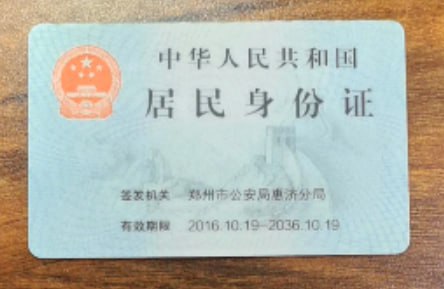 中华人民共和国
居民身份证
签发机关 郑州市公安局惠济分局
有效期限 2016.10.19-2036.10.19